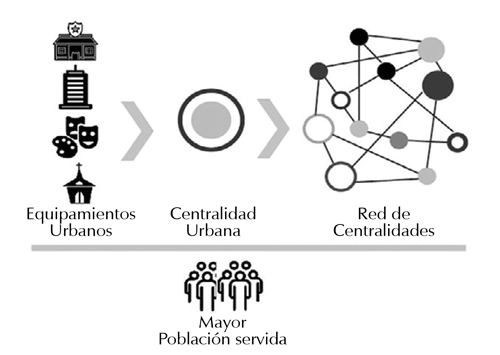 Equipamientos
Urbanos
Centralidad
Urbana
Red de
Centralidades
Mayor
Población servida